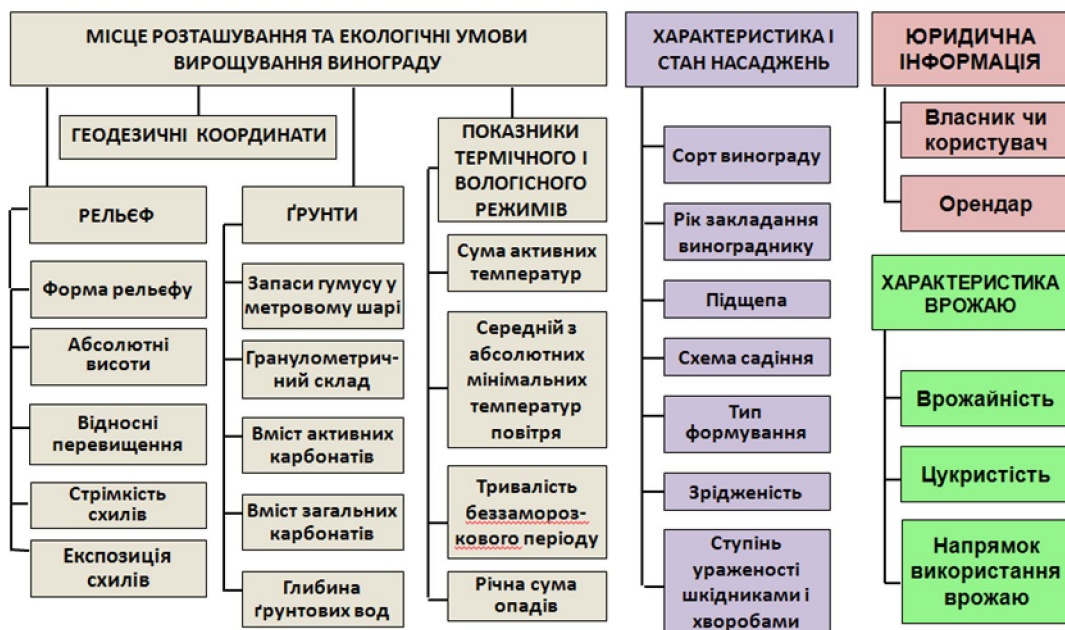 МІСЦЕ РОЗТАШУВАННЯ ТА ЕКОЛОГІЧНІ УМОВИ
ВИРОЩУВАННЯ ВИНОГРАДУ
ГЕОДЕЗИЧНІ КООРДИНАТИ
РЕЛЬЄФ
Форма рельєфу
Абсолютні
висоти
Відносні
перевищення
Стрімкість
схилів
Експозиція
схилів
ҐРУНТИ
Запаси гумусу у
метровому шарі
Гранулометрич-
ний склад
Вміст активних
карбонатів
Вміст загальних
карбонатів
Глибина
ґрунтових вод
ПОКАЗНИКИ
ТЕРМІЧНОГО І
ВОЛОГІСНОГО
РЕЖИМІВ
Сума активних
температур
Середній з
абсолютних
мінімальних
температур
повітря
Тривалість
беззамороз-
кового періоду
Річна сума
опадів
ХАРАКТЕРИСТИКА І
СТАН НАСАДЖЕНЬ
Сорт винограду
Рік закладання
винограднику
Підщепа
Схема садіння
Тип
формування
Зрідженість
Ступінь
ураженості
шкідниками і
хворобами
ЮРИДИЧНА
ІНФОРМАЦІЯ
Власник чи
користувач
Орендар
ХАРАКТЕРИСТИКА
ВРОЖАЮ
Врожайність
Цукристість
Напрямок
використання
врожаю